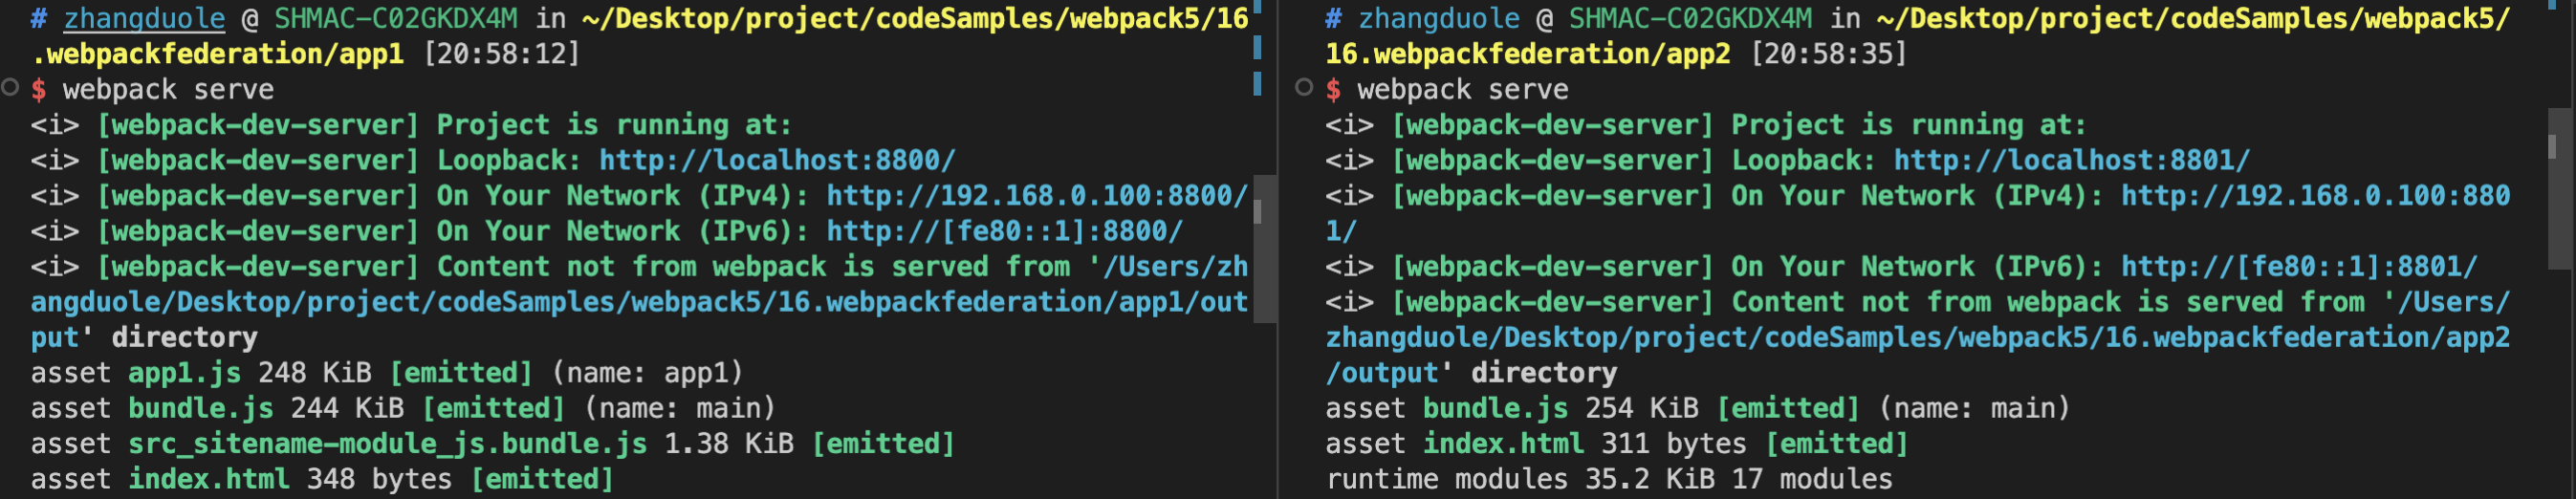 # zhangduole @ SHMAC-C02GKDX4M in ~/Desktop/project/codeSamples/webpack5/16
.webpackfederation/app1 [20:58:12]
$ webpack serve
<i> [webpack-dev-server] Project is running at:
<i> [webpack-dev-server] Loopback: http://localhost:8800/
<i> [webpack-dev-server] On Your Network (IPv4): http://192.168.0.100:8800/
<i> [webpack-dev-server] On Your Network (IPv6): http://[fe80::1]:8800/
<i> [webpack-dev-server] Content not from webpack is served from '/Users/zh
angduole/Desktop/project/codeSamples/webpack5/16.webpackfederation/app1/out
put' directory
asset app1.js 248 KiB [emitted] (name: app1)
asset bundle.js 244 KiB [emitted] (name: main)
asset src_sitename-module_js.bundle.js 1.38 KiB [emitted]
asset index.html 348 bytes [emitted]
# zhangduole @ SHMAC-C02GKDX4M in ~/Desktop/project/codeSamples/webpack5/
16.webpackfederation/app2 [20:58:35]
$ webpack serve
<i> [webpack-dev-server] Project is running at:
<i> [webpack-dev-server] Loopback: http://localhost:8801/
<i> [webpack-dev-server] On Your Network (IPv4): http://192.168.0.100:880
1/
<i> [webpack-dev-server] On Your Network (IPv6): http://[fe80::1]:8801/
<i> [webpack-dev-server] Content not from webpack is served from '/Users/
zhangduole/Desktop/project/codeSamples/webpack5/16.webpackfederation/app2
/output' directory
asset bundle.js 254 KiB [emitted] (name: main)
asset index.html 311 bytes [emitted]
runtime modules 35.2 KiB 17 modules